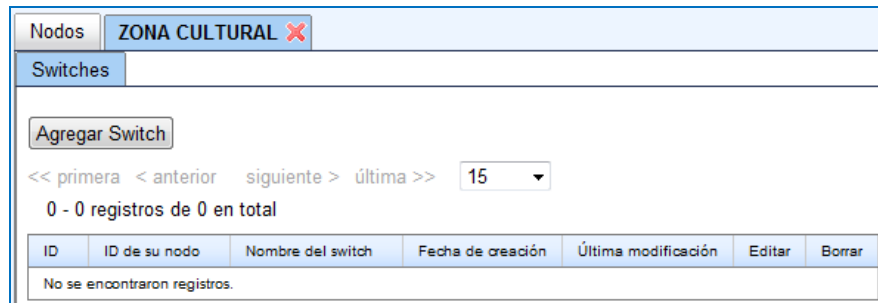 Nodos ZONA CULTURAL
Switches
Agregar Switch
<< primera < anterior siguiente > última >> 15
0 - 0 registros de 0 en total
ID ID de su nodo Nombre del switch Fecha de creación Última modificación Editar Borrar
No se encontraron registros.